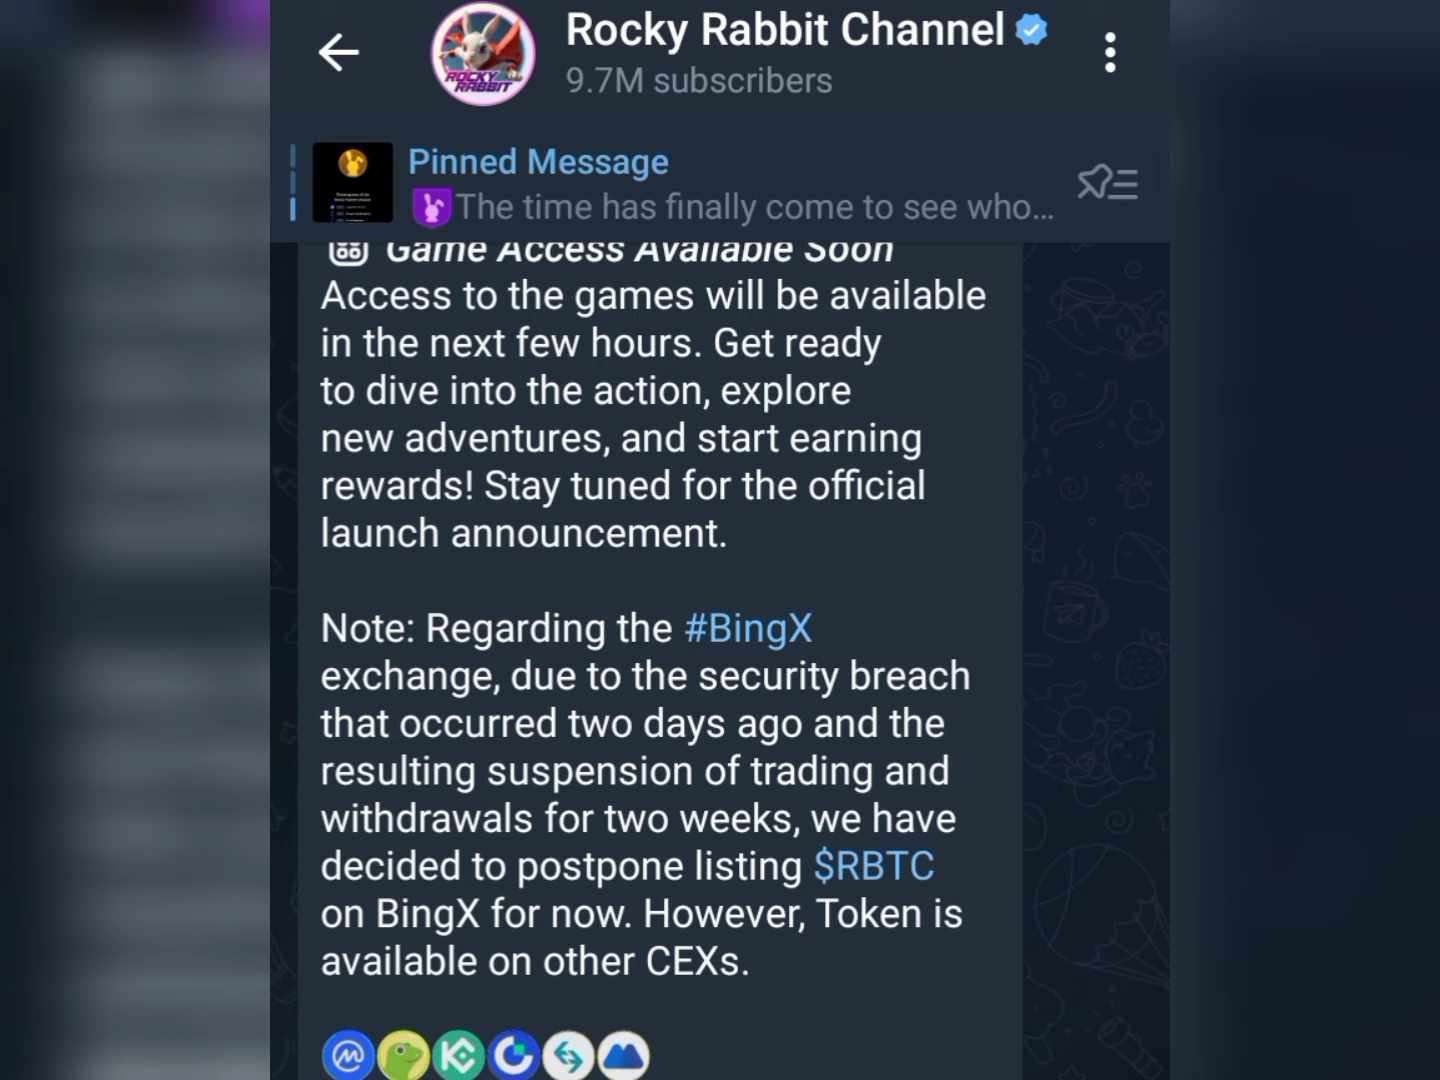 Rocky Rabbit Channel
9.7M subscribers
ROCKY
RABBIT
Pinned Message
The time has finally come to see who...
Game Access Available Soon
Access to the games will be available
in the next few hours. Get ready
to dive into the action, explore
new adventures, and start earning
rewards! Stay tuned for the official
launch announcement.
Note: Regarding the #BingX
exchange, due to the security breach
that occurred two days ago and the
resulting suspension of trading and
withdrawals for two weeks, we have
decided to postpone listing $RBTC
on BingX for now. However, Token is
available on other CEXs.